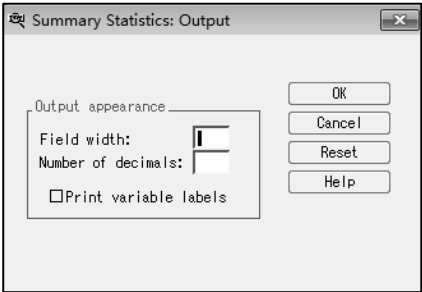 Summary Statistics: Output
Output appearance
Field width:
Number of decimals:
Print variable labels
OK
Cancel
Reset
Help